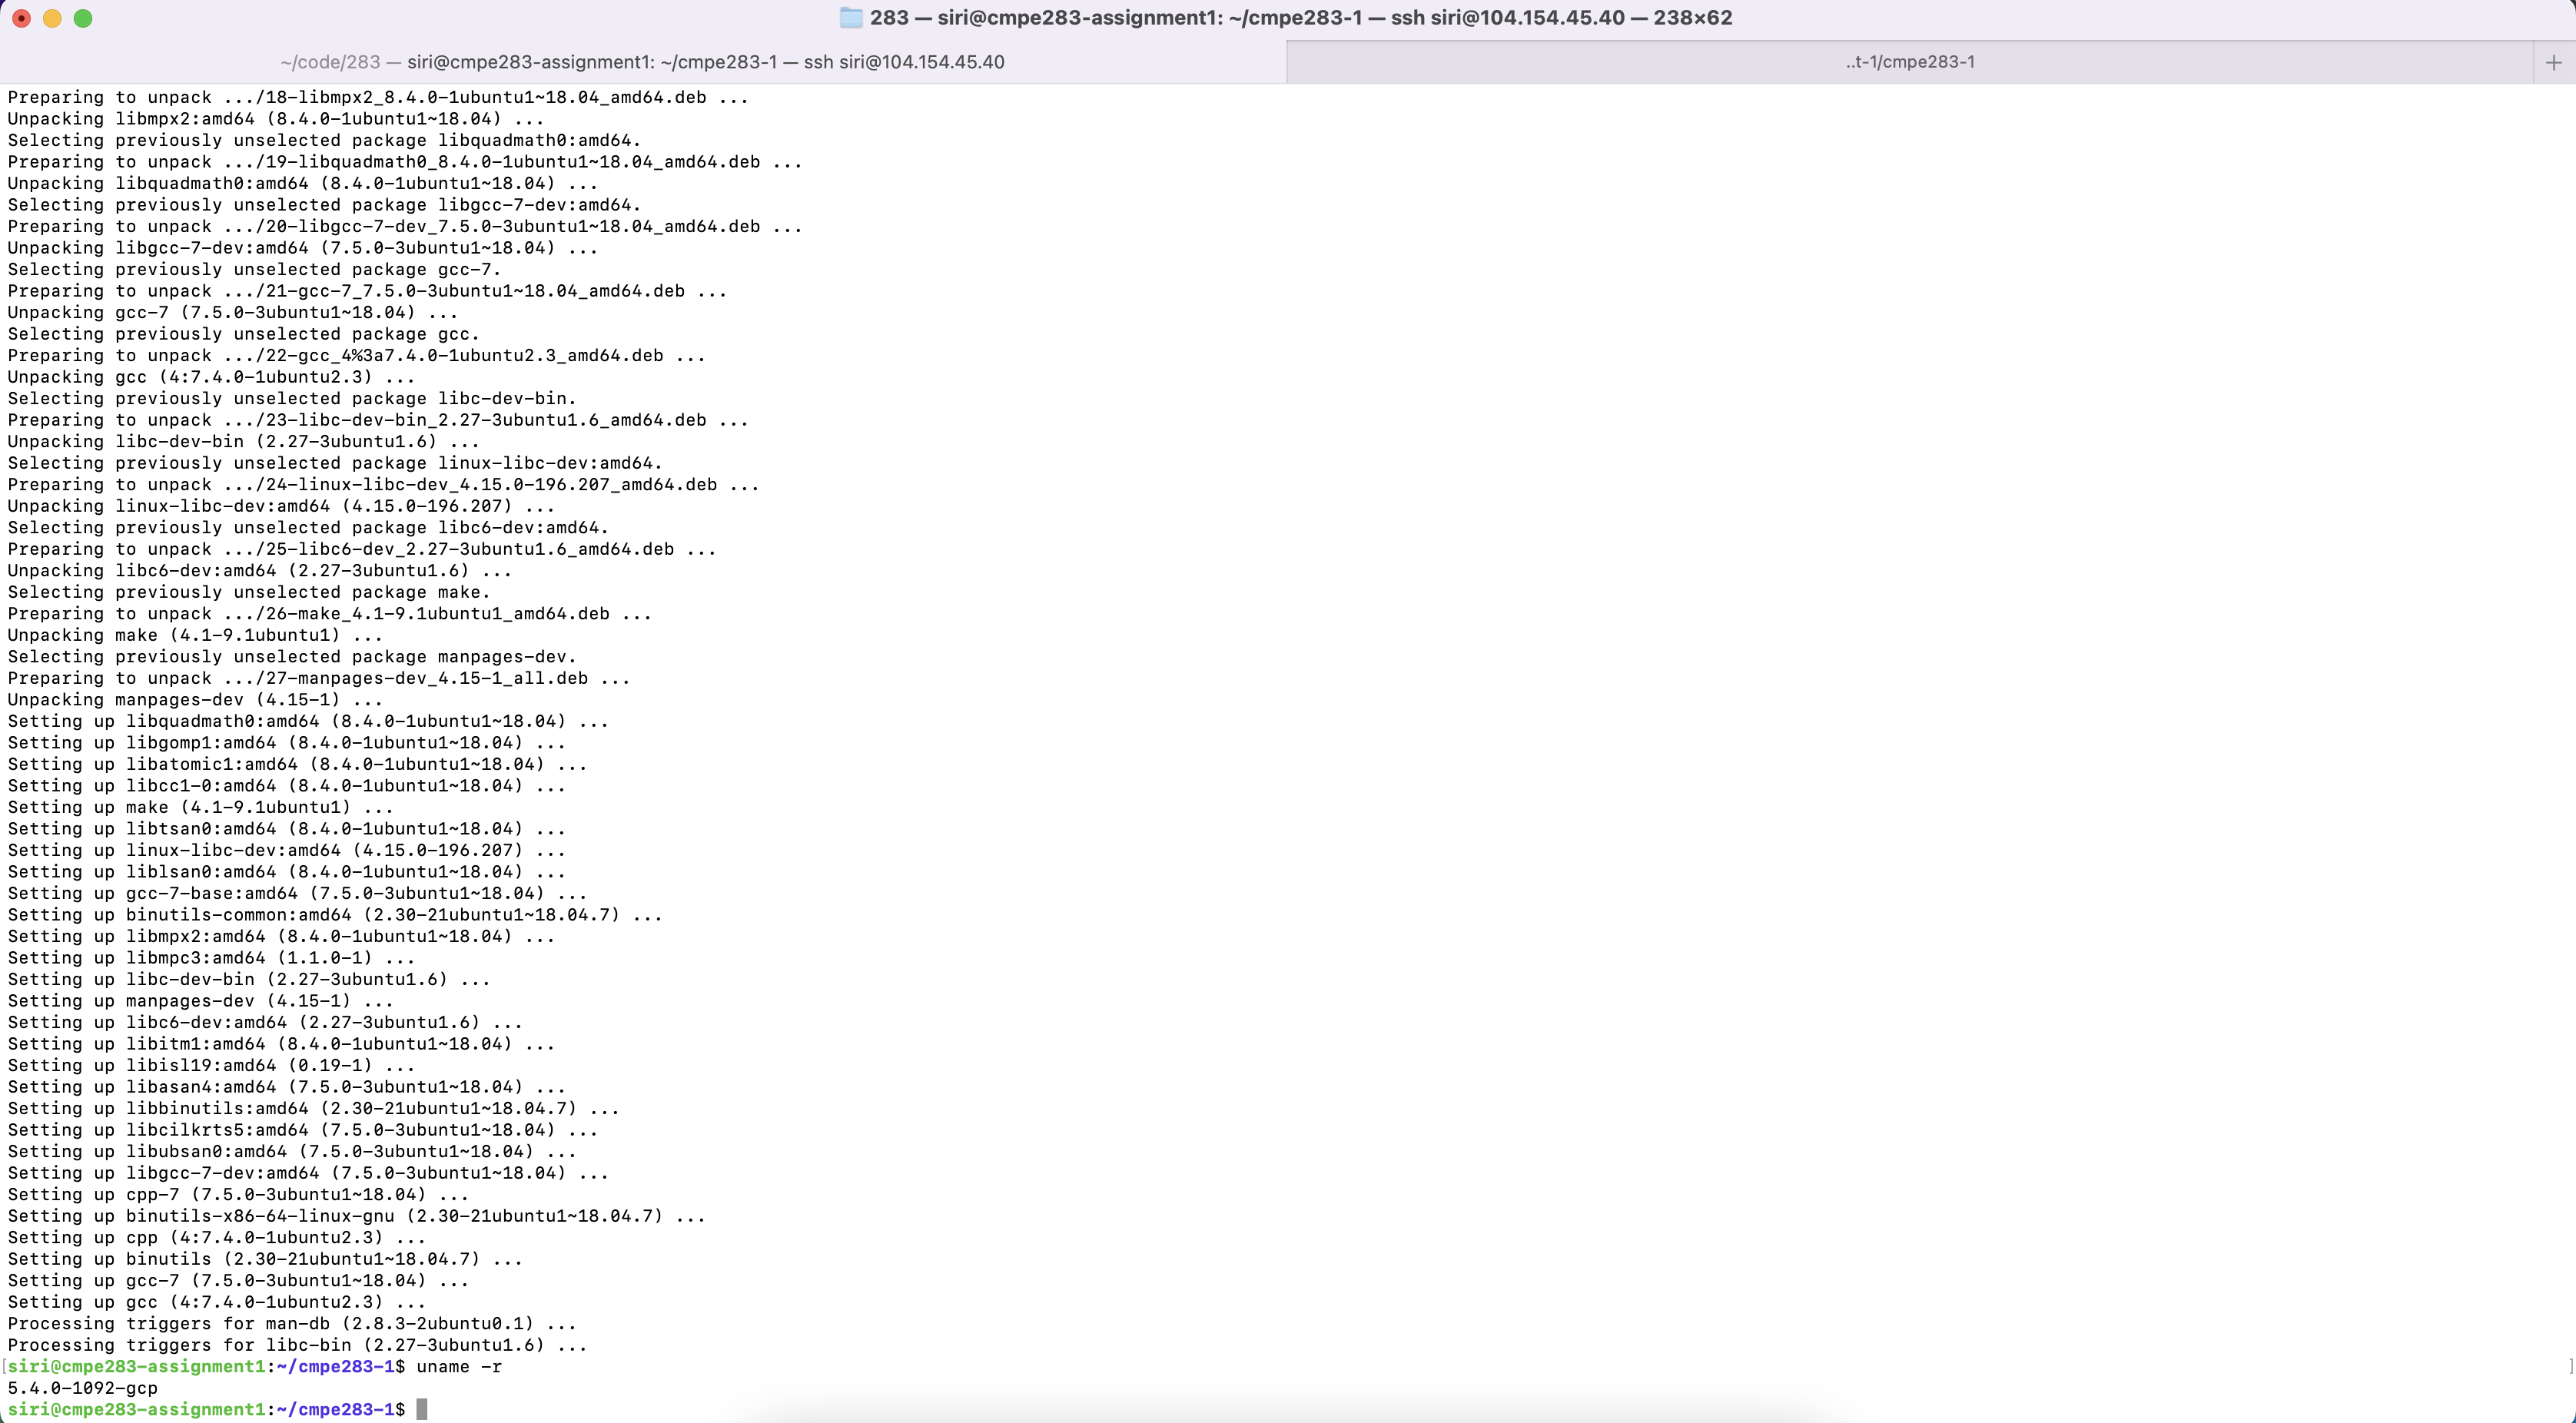 283 — siri@cmpe283-assignment1: ~/cmpe283-1 — ssh siri@104.154.45.40 — 238×62
~/code/283 — siri@cmpe283-assignment1: ~/cmpe283-1 — ssh siri@104.154.45.40
..t-1/cmpe283-1
Preparing to unpack .../18-libmpx2_8.4.0-1ubuntu1~18.04_amd64.deb ...
Unpacking libmpx2:amd64 (8.4.0-1ubuntu1~18.04) ...
Selecting previously unselected package libquadmath0:amd64.
Preparing to unpack .../19-libquadmath0_8.4.0-1ubuntu1~18.04_amd64.deb ...
Unpacking libquadmath0:amd64 (8.4.0-1ubuntu1~18.04) ...
Selecting previously unselected package libgcc-7-dev:amd64.
Preparing to unpack .../20-libgcc-7-dev_7.5.0-3ubuntu1~18.04_amd64.deb ...
Unpacking libgcc-7-dev:amd64 (7.5.0-3ubuntu1~18.04) ...
Selecting previously unselected package gcc-7.
Preparing to unpack .../21-gcc-7_7.5.0-3ubuntu1~18.04_amd64.deb ...
Unpacking gcc-7 (7.5.0-3ubuntu1~18.04) ...
Selecting previously unselected package gcc.
Preparing to unpack .../22-gcc_4%3a7.4.0-1ubuntu2.3_amd64.deb ...
Unpacking gcc (4:7.4.0-1ubuntu2.3) ...
Selecting previously unselected package libc-dev-bin.
Preparing to unpack .../23-libc-dev-bin_2.27-3ubuntu1.6_amd64.deb ...
Unpacking libc-dev-bin (2.27-3ubuntu1.6) ...
Selecting previously unselected package linux-libc-dev:amd64.
Preparing to unpack .../24-linux-libc-dev_4.15.0-196.207_amd64.deb ...
Unpacking linux-libc-dev:amd64 (4.15.0-196.207) ...
Selecting previously unselected package libc6-dev:amd64.
Preparing to unpack .../25-libc6-dev_2.27-3ubuntu1.6_amd64.deb ...
Unpacking libc6-dev:amd64 (2.27-3ubuntu1.6) ...
Selecting previously unselected package make.
Preparing to unpack .../26-make_4.1-9.1ubuntu1_amd64.deb ...
Unpacking make (4.1-9.1ubuntu1) ...
Selecting previously unselected package manpages-dev.
Preparing to unpack .../27-manpages-dev_4.15-1_all.deb ...
Unpacking manpages-dev (4.15-1) ...
Setting up libquadmath0:amd64 (8.4.0-1ubuntu1~18.04) ...
Setting up libgomp1:amd64 (8.4.0-1ubuntu1~18.04) ...
Setting up libatomic1:amd64 (8.4.0-1ubuntu1~18.04) ...
Setting up libcc1-0:amd64 (8.4.0-1ubuntu1~18.04) ...
Setting up make (4.1-9.1ubuntu1) ...
Setting up libtsan0:amd64 (8.4.0-1ubuntu1~18.04) ...
Setting up linux-libc-dev:amd64 (4.15.0-196.207) ...
Setting up liblsan0:amd64 (8.4.0-1ubuntu1~18.04) ...
Setting up gcc-7-base:amd64 (7.5.0-3ubuntu1~18.04) ...
Setting up binutils-common:amd64 (2.30-21ubuntu1~18.04.7) ...
Setting up libmpx2:amd64 (8.4.0-1ubuntu1~18.04) ...
Setting up libmpc3:amd64 (1.1.0-1) ...
Setting up libc-dev-bin (2.27-3ubuntu1.6) ...
Setting up manpages-dev (4.15-1) ...
Setting up libc6-dev:amd64 (2.27-3ubuntu1.6) ...
Setting up libitm1:amd64 (8.4.0-1ubuntu1~18.04) ...
Setting up libisl19:amd64 (0.19-1) ...
Setting up libasan4:amd64 (7.5.0-3ubuntu1~18.04) ...
Setting up libbinutils:amd64 (2.30-21ubuntu1~18.04.7) ...
Setting up libcilkrts5:amd64 (7.5.0-3ubuntu1~18.04) ...
Setting up libubsan0:amd64 (7.5.0-3ubuntu1~18.04) ...
Setting up libgcc-7-dev:amd64 (7.5.0-3ubuntu1~18.04) ...
Setting up cpp-7 (7.5.0-3ubuntu1~18.04) ...
Setting up binutils-x86-64-linux-gnu (2.30-21ubuntu1~18.04.7) ...
Setting up cpp (4:7.4.0-1ubuntu2.3) ...
Setting up binutils (2.30-21ubuntu1~18.04.7) ...
Setting up gcc-7 (7.5.0-3ubuntu1~18.04) ...
Setting up gcc (4:7.4.0-1ubuntu2.3) ...
Processing triggers for man-db (2.8.3-2ubuntu0.1) ...
Processing triggers for libc-bin (2.27-3ubuntu1.6) ...
[siri@cmpe283-assignment1:~/cmpe283-1$ uname -r ]
5.4.0-1092-gcp
siri@cmpe283-assignment1:~/cmpe283-1$